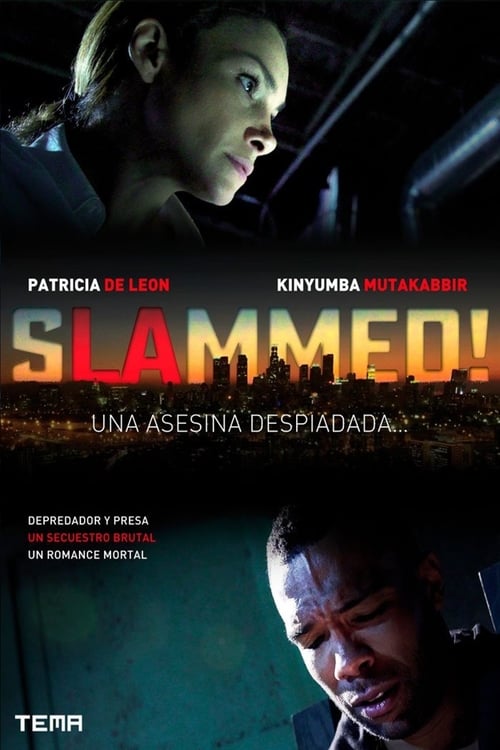 PATRICIA DE LEON
KINYUMBA MUTAKABBIR
SLAMMED!
UNA ASESINA DESPIADADA...
DEPREDADOR Y PRESA
UN SECUESTRO BRUTAL
UN ROMANCE MORTAL
TEMA